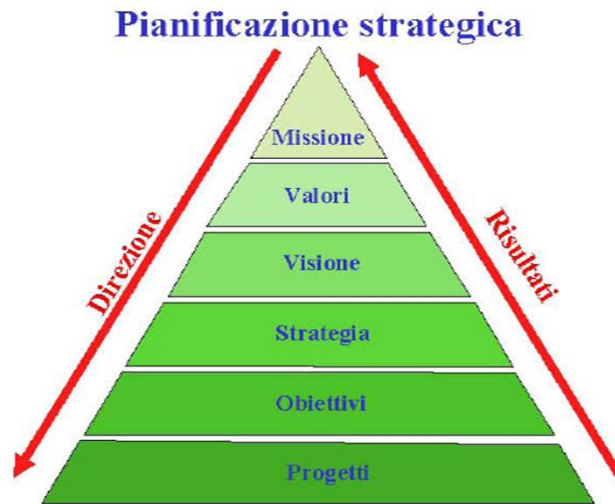 Pianificazione strategica
Missione
Valori
Direzione
Risultati
Visione
Strategia
Obiettivi
Progetti